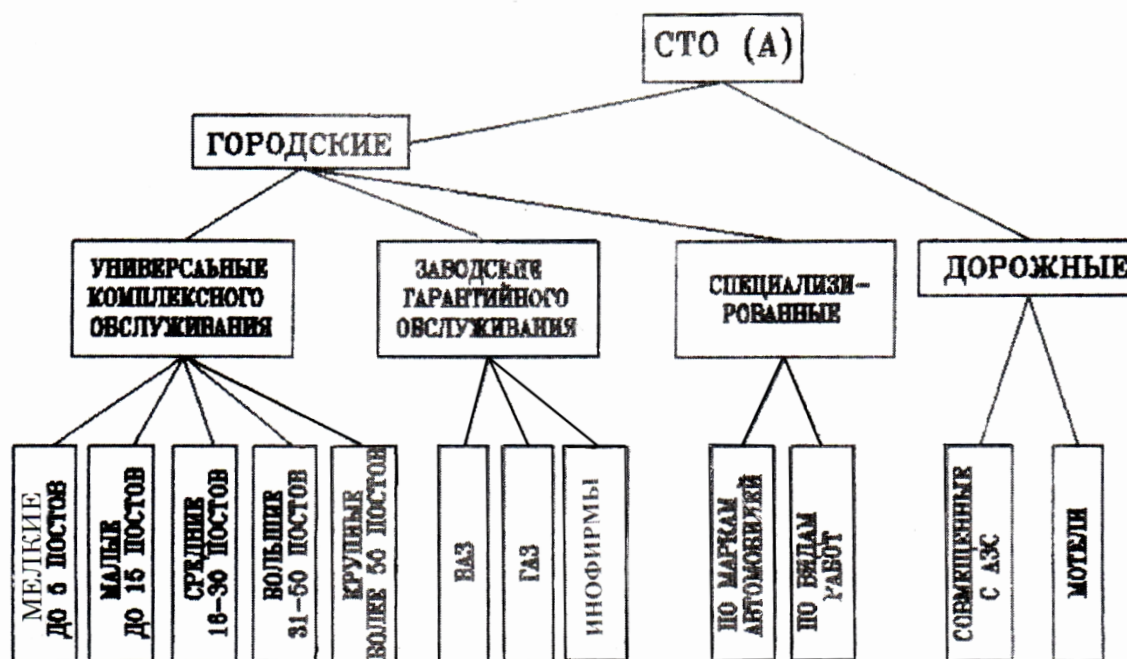 СТО (А)
ГОРОДСКИЕ
УНИВЕРСАЬНЫЕ
КОМПЛЕКСНОГО
ОБСЛУЖИВАНИЯ
ЗАВОДСКИЕ
ГАРАНТИЙНОГО
ОБСЛУЖИВАНИЯ
СПЕЦИАЛИЗИ-
РОВАННЫЕ
ДОРОЖНЫЕ
МЕЛКИЕ
ДО 5 ПОСТОВ
МАЛЫЕ
ДО 15 ПОСТОВ
СРЕДНИЕ
16-30 ПОСТОВ
БОЛЬШИЕ
31-50 ПОСТОВ
КРУПНЫЕ
БОЛЕЕ 50 ПОСТОВ
ВАЗ
ГАЗ
ИНОФИРМЫ
ПО МАРКАМ
АВТОМОБИЛЕЙ
ПО ВИДАМ
РАБОТ
СОВМЕЩЕННЫЕ
С АЗС
МОТЕЛИ